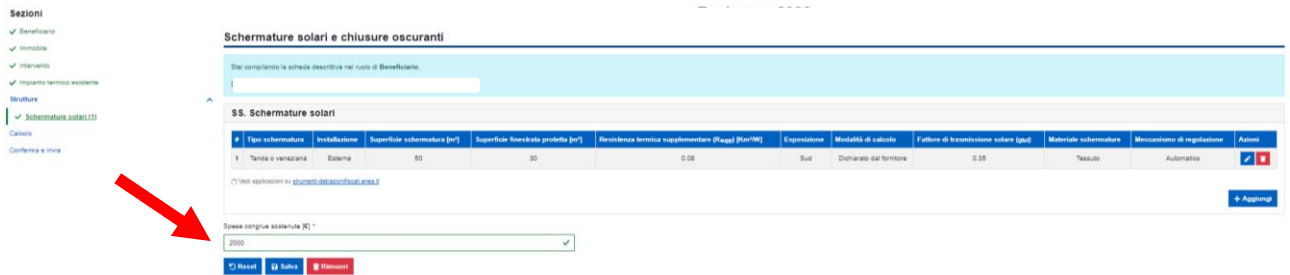 Sezioni
Beneficiario
Immobile
Intervento
Impianto termico esistente
Strutture
Schermature solari (1)
Calcolo
Conferma e invia
Schermature solari e chiusure oscuranti
Stai compilando la scheda descrittiva nel ruolo di Beneficiario.
SS. Schermature solari
# Tipo schermatura Installazione Superficie schermatura [m²] Superficie finestrata protetta [m²] Resistenza termica supplementare (Rsupp) [Km²/W] Esposizione Modalità di calcolo Fattore di trasmissione solare (gtot) Materiale schermature Meccanismo di regolazione Azioni
1 Tenda o veneziana Esterna 50 30 0.08 Sud Dichiarato dal fornitore 0.35 Tessuto Automatico
(*) Vedi applicazioni su strumenti-detrazionifiscali.enea.it
+ Aggiungi
Spese congrue sostenute [€] *
2000
Reset Salva Rimuovi